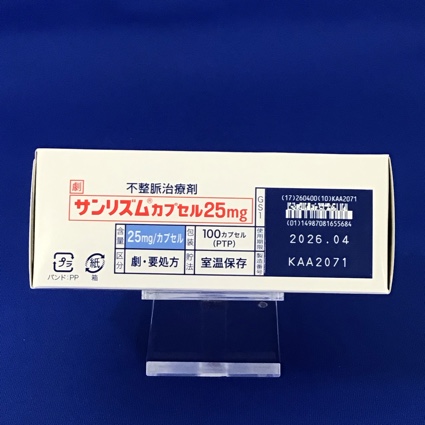 劇
不整脈治療剤
サンリズム®カプセル25mg
含量
25mg/カプセル
包装
100カプセル
(PTP)
区分
劇・要処方
貯法
室温保存
プラ
バンド:PP
紙
箱
GS1
(17)260400(10)KAA2071
(01)14987081655684
使用期限
2026.04
製造番号
KAA2071